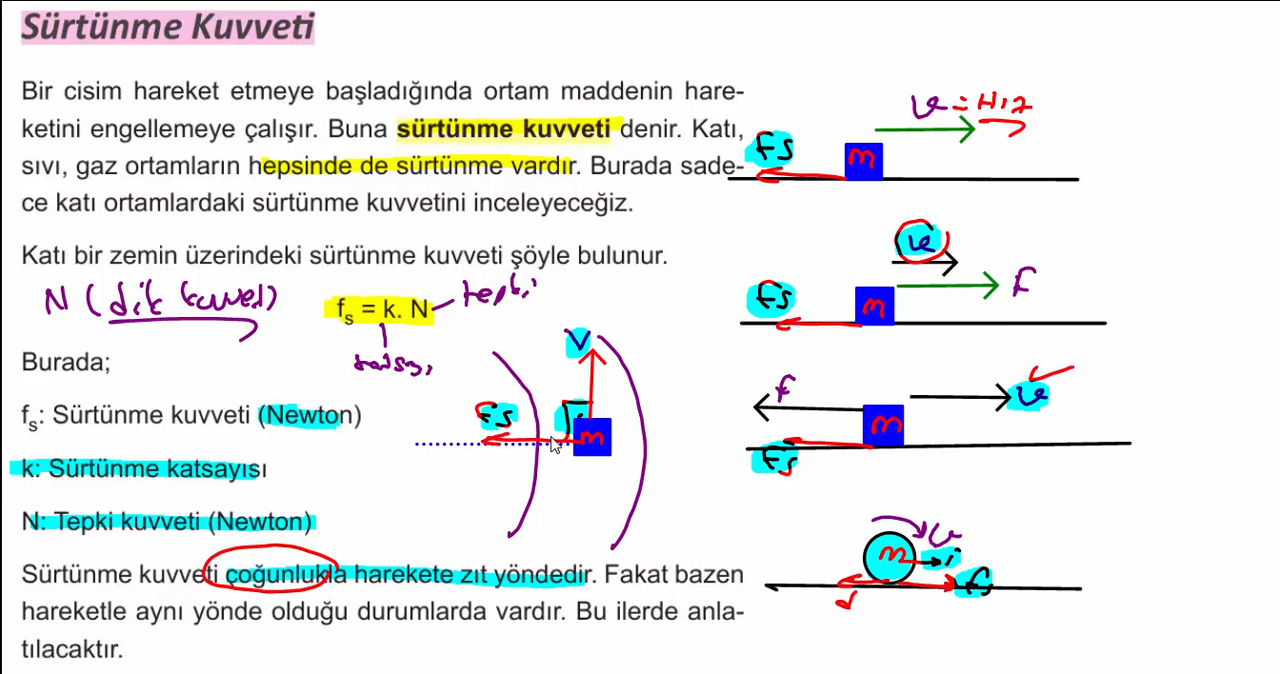 Sürtünme Kuvveti
Bir cisim hareket etmeye başladığında ortam maddenin hare-
ketini engellemeye çalışır. Buna sürtünme kuvveti denir. Katı,
sıvı, gaz ortamların hepsinde de sürtünme vardır. Burada sade-
ce katı ortamlardaki sürtünme kuvvetini inceleyeceğiz.
Katı bir zemin üzerindeki sürtünme kuvveti şöyle bulunur.
N (dik kuvvet)
fs = k. N
tepki
katsayı
Burada;
fs: Sürtünme kuvveti (Newton)
k: Sürtünme katsayısı
N: Tepki kuvveti (Newton)
Sürtünme kuvveti çoğunlukla harekete zıt yöndedir. Fakat bazen
hareketle aynı yönde olduğu durumlarda vardır. Bu ilerde anla-
tılacaktır.
V
Fs
m
v = Hız
Fs
m
v
F
Fs
m
F
v
m
Fs
v
m
fs